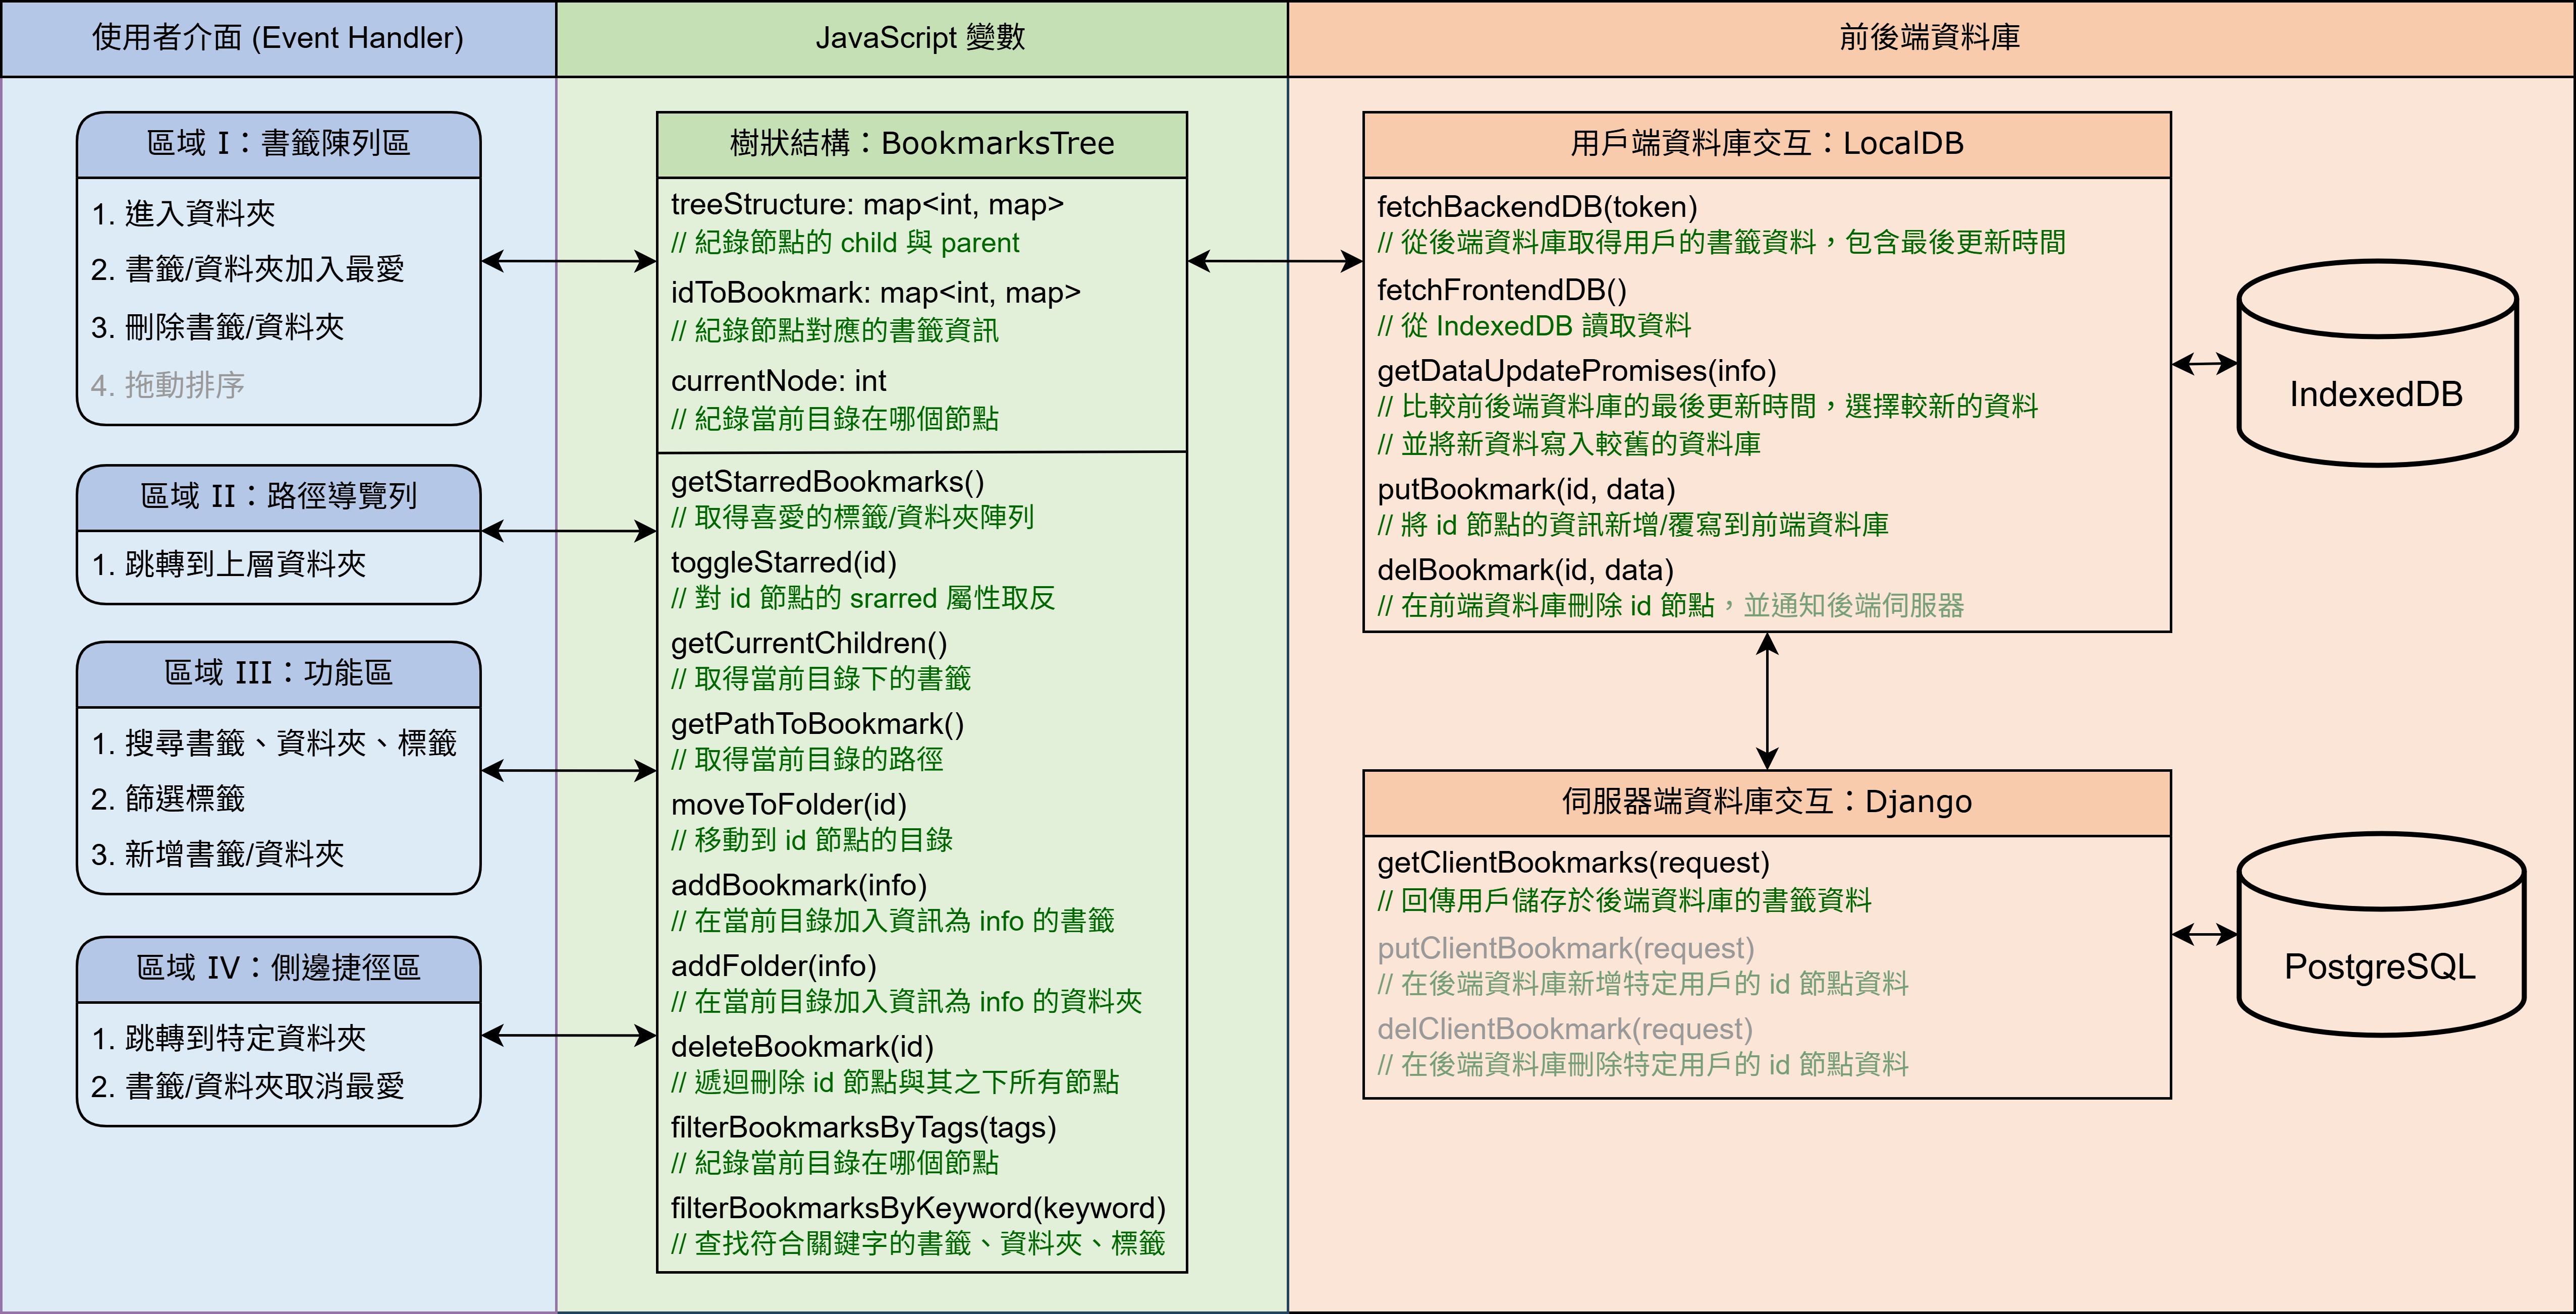 使用者介面 (Event Handler)
JavaScript 變數
前後端資料庫
區域 I：書籤陳列區
1. 進入資料夾
2. 書籤/資料夾加入最愛
3. 刪除書籤/資料夾
4. 拖動排序
區域 II：路徑導覽列
1. 跳轉到上層資料夾
區域 III：功能區
1. 搜尋書籤、資料夾、標籤
2. 篩選標籤
3. 新增書籤/資料夾
區域 IV：側邊捷徑區
1. 跳轉到特定資料夾
2. 書籤/資料夾取消最愛
樹狀結構：BookmarksTree
treeStructure: map<int, map>
// 紀錄節點的 child 與 parent
idToBookmark: map<int, map>
// 紀錄節點對應的書籤資訊
currentNode: int
// 紀錄當前目錄在哪個節點
getStarredBookmarks()
// 取得喜愛的標籤/資料夾陣列
toggleStarred(id)
// 對 id 節點的 srarred 屬性取反
getCurrentChildren()
// 取得當前目錄下的書籤
getPathToBookmark()
// 取得當前目錄的路徑
moveToFolder(id)
// 移動到 id 節點的目錄
addBookmark(info)
// 在當前目錄加入資訊為 info 的書籤
addFolder(info)
// 在當前目錄加入資訊為 info 的資料夾
deleteBookmark(id)
// 遞迴刪除 id 節點與其之下所有節點
filterBookmarksByTags(tags)
// 紀錄當前目錄在哪個節點
filterBookmarksByKeyword(keyword)
// 查找符合關鍵字的書籤、資料夾、標籤
用戶端資料庫交互：LocalDB
fetchBackendDB(token)
// 從後端資料庫取得用戶的書籤資料，包含最後更新時間
fetchFrontendDB()
// 從 IndexedDB 讀取資料
getDataUpdatePromises(info)
// 比較前後端資料庫的最後更新時間，選擇較新的資料
// 並將新資料寫入較舊的資料庫
putBookmark(id, data)
// 將 id 節點的資訊新增/覆寫到前端資料庫
delBookmark(id, data)
// 在前端資料庫刪除 id 節點，並通知後端伺服器
IndexedDB
伺服器端資料庫交互：Django
getClientBookmarks(request)
// 回傳用戶儲存於後端資料庫的書籤資料
putClientBookmark(request)
// 在後端資料庫新增特定用戶的 id 節點資料
delClientBookmark(request)
// 在後端資料庫刪除特定用戶的 id 節點資料
PostgreSQL